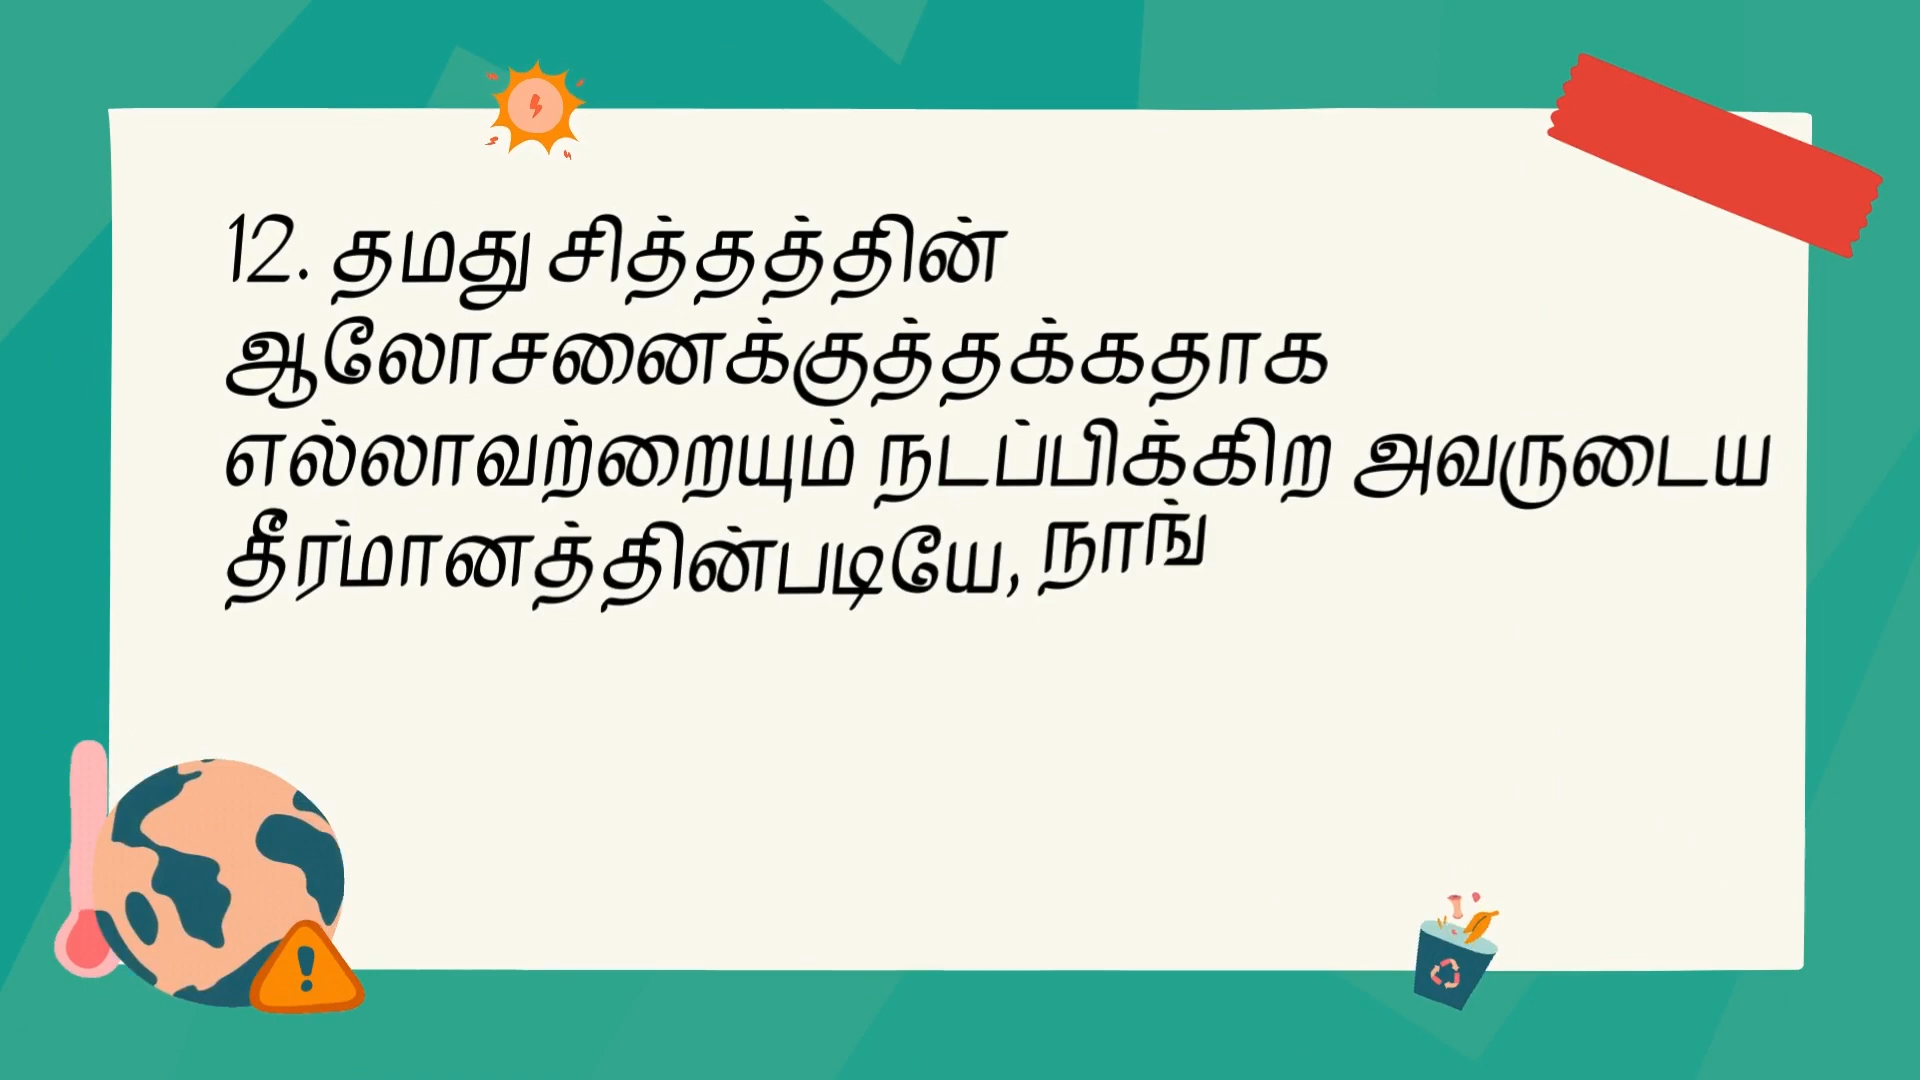 12. தமது சித்தத்தின்
ஆலோசனைக்குத்தக்கதாக
எல்லாவற்றையும் நடப்பிக்கிற அவருடைய
தீர்மானத்தின்படியே, நாங்